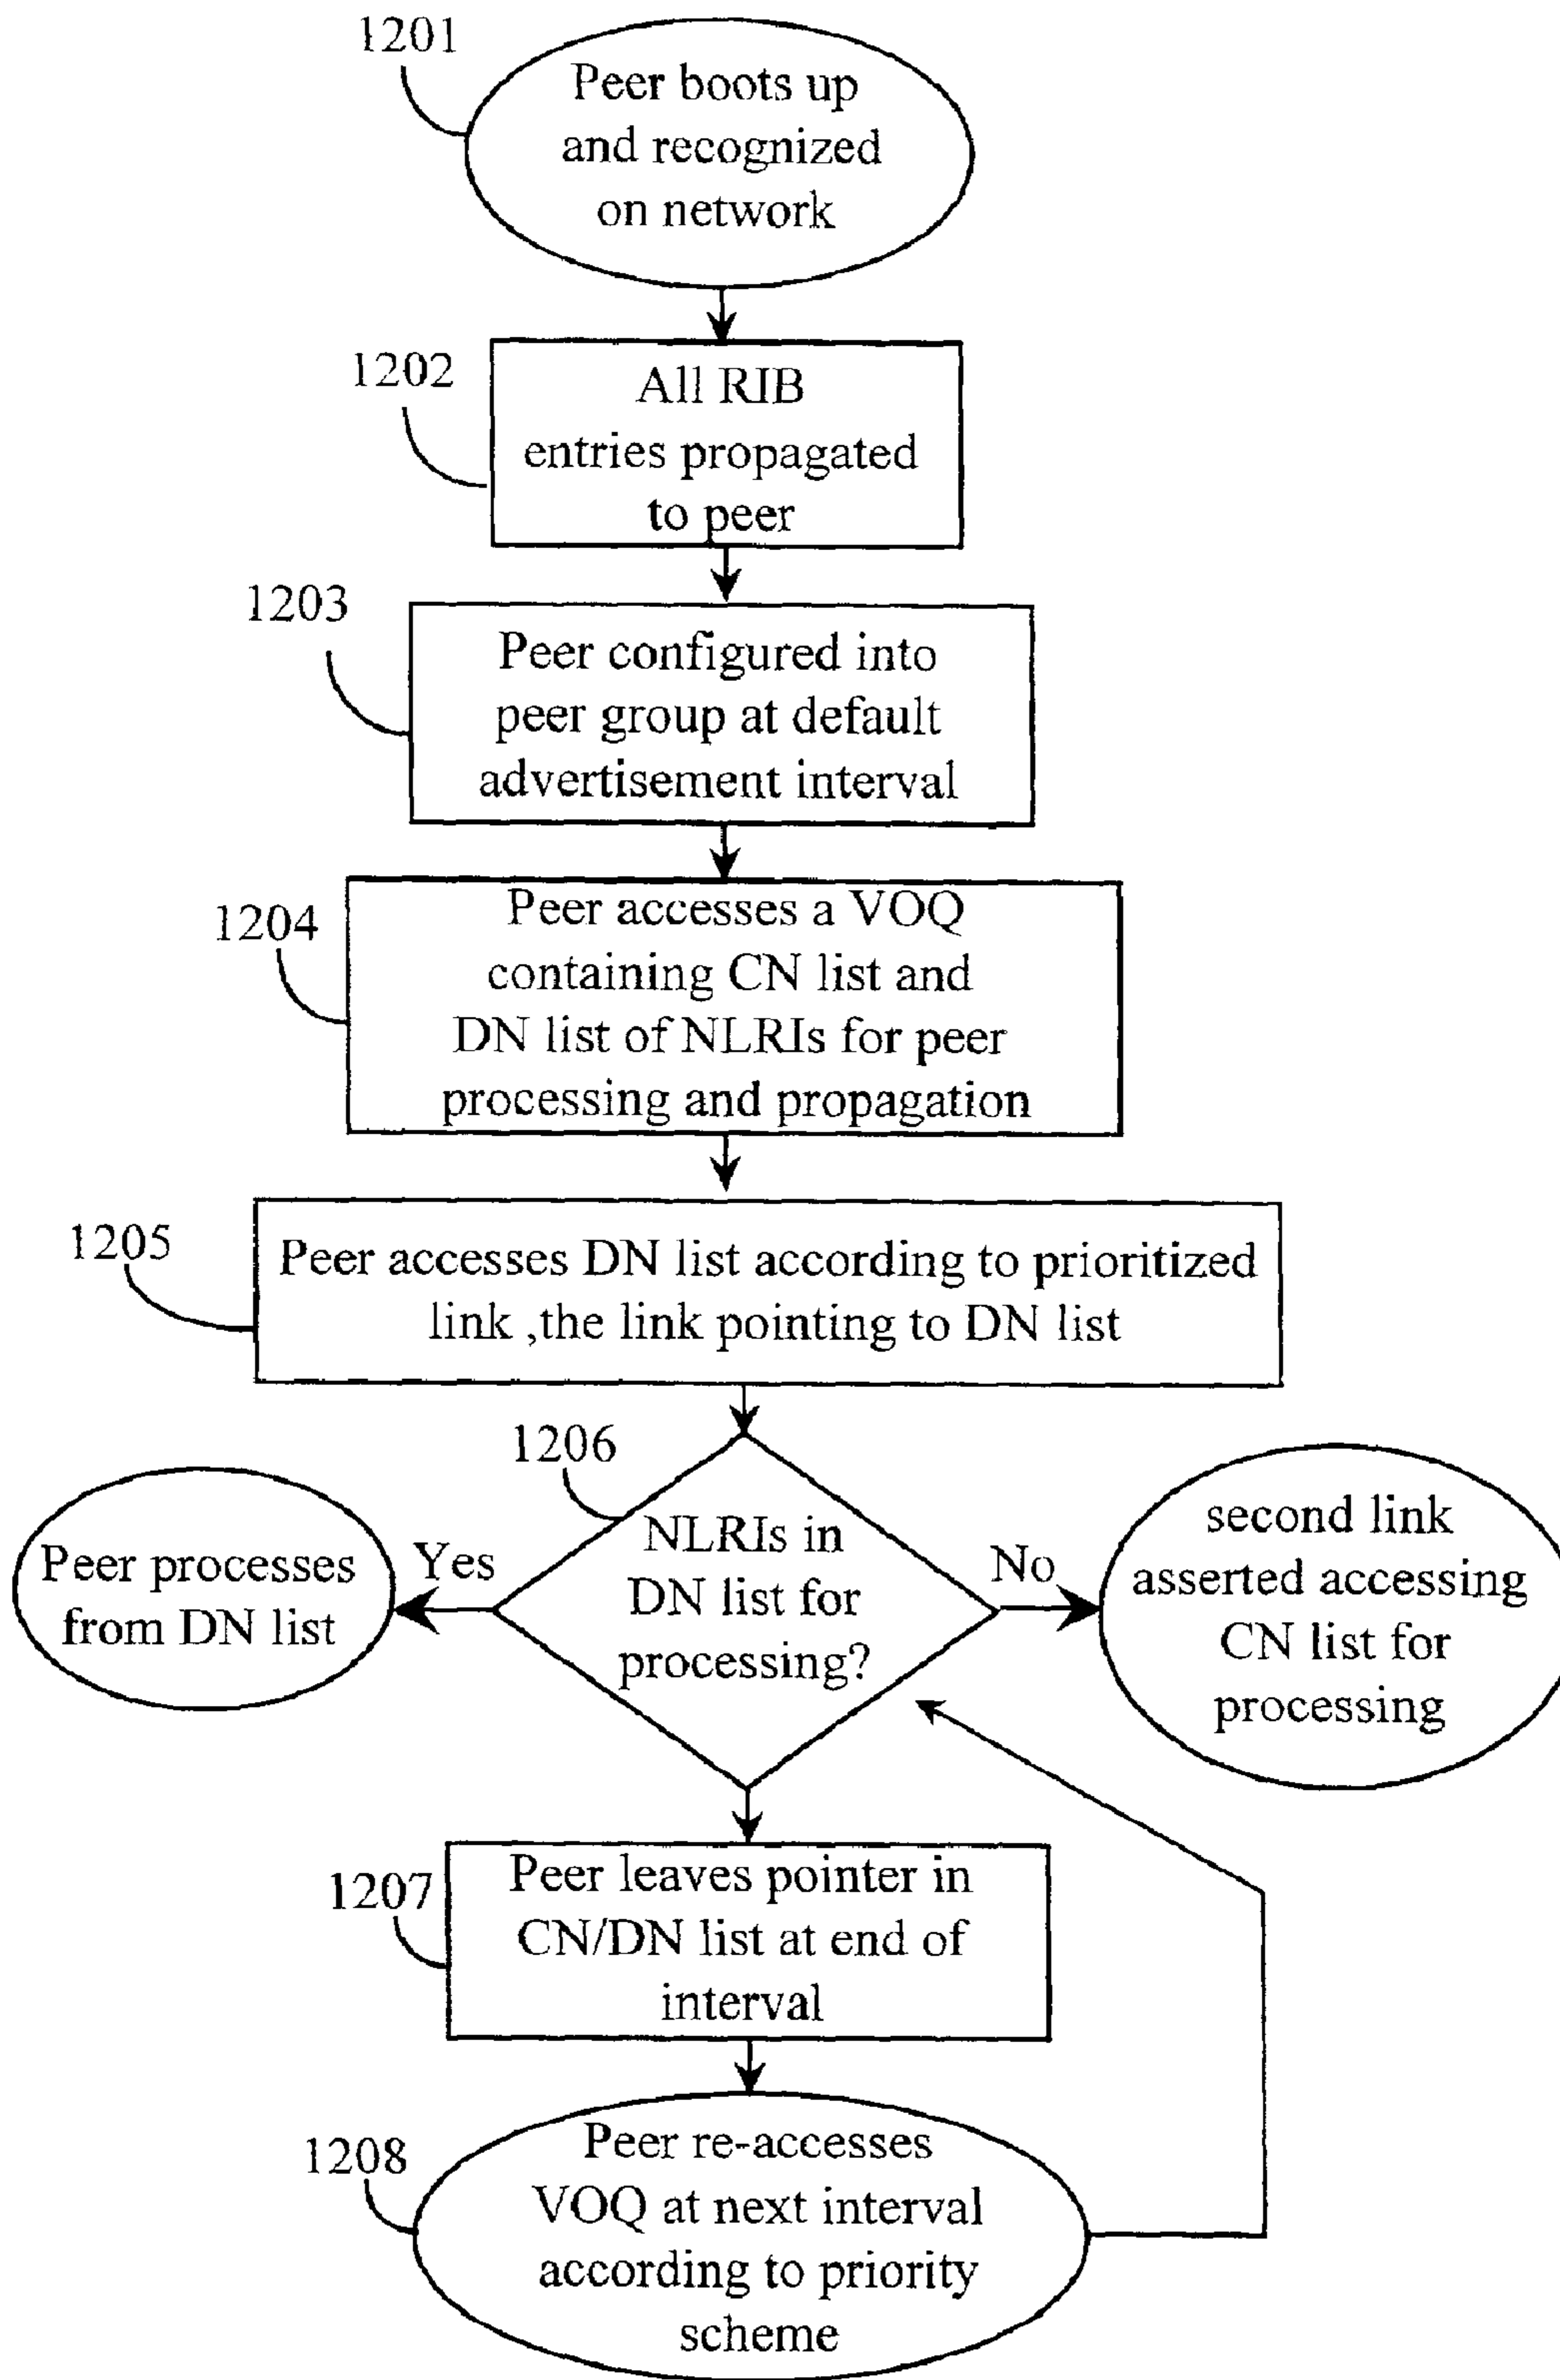 1201
Peer boots up
and recognized
on network
1202
All RIB
entries propagated
to peer
1203
Peer configured into
peer group at default
advertisement interval
1204
Peer accesses a VOQ
containing CN list and
DN list of NLRIs for peer
processing and propagation
1205
Peer accesses DN list according to prioritized
link ,the link pointing to DN list
1206
NLRIs in
DN list for
processing?
Yes
Peer processes
from DN list
No
second link
asserted accessing
CN list for
processing
1207
Peer leaves pointer in
CN/DN list at end of
interval
1208
Peer re-accesses
VOQ at next interval
according to priority
scheme